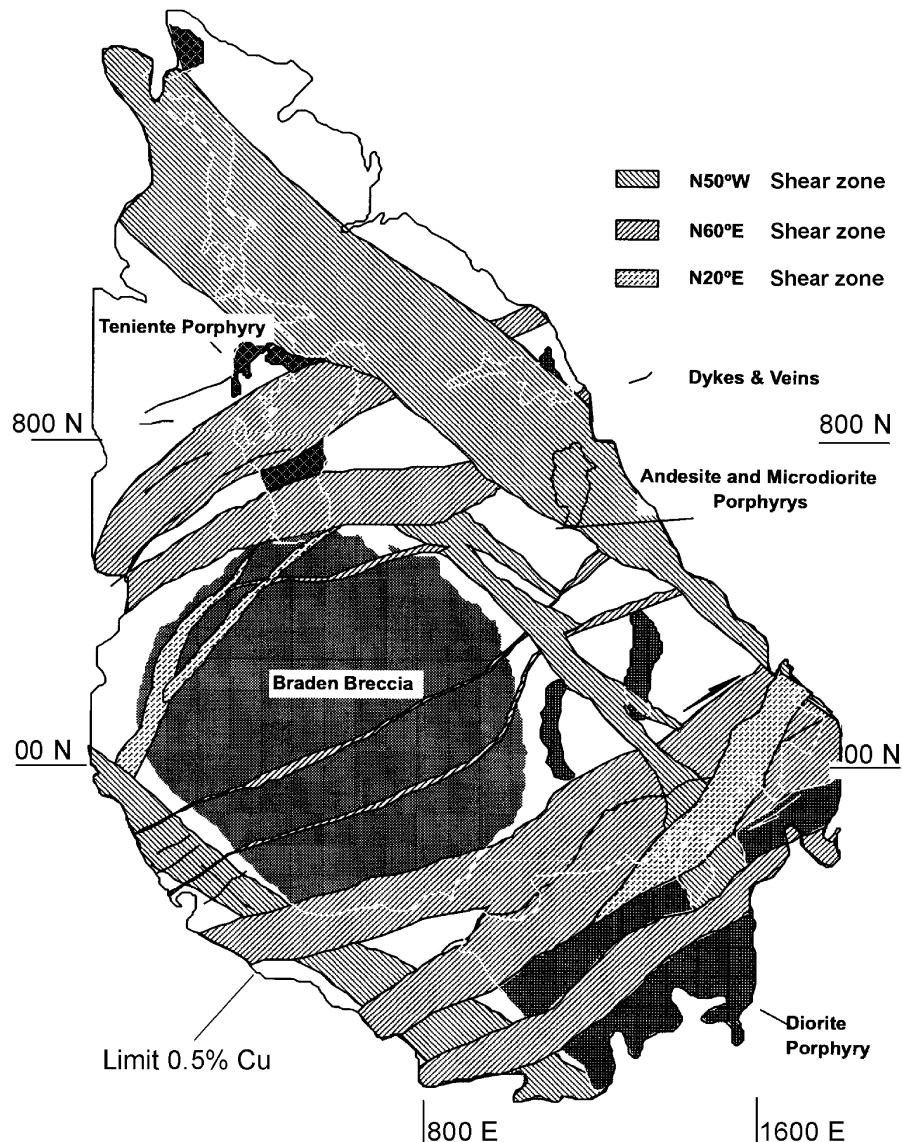 N50ºW Shear zone
N60ºE Shear zone
N20ºE Shear zone
Teniente Porphyry
Dykes & Veins
800 N
800 N
Andesite and Microdiorite
Porphyrys
Braden Breccia
00 N
00 N
Diorite
Porphyry
Limit 0.5% Cu
800 E
1600 E